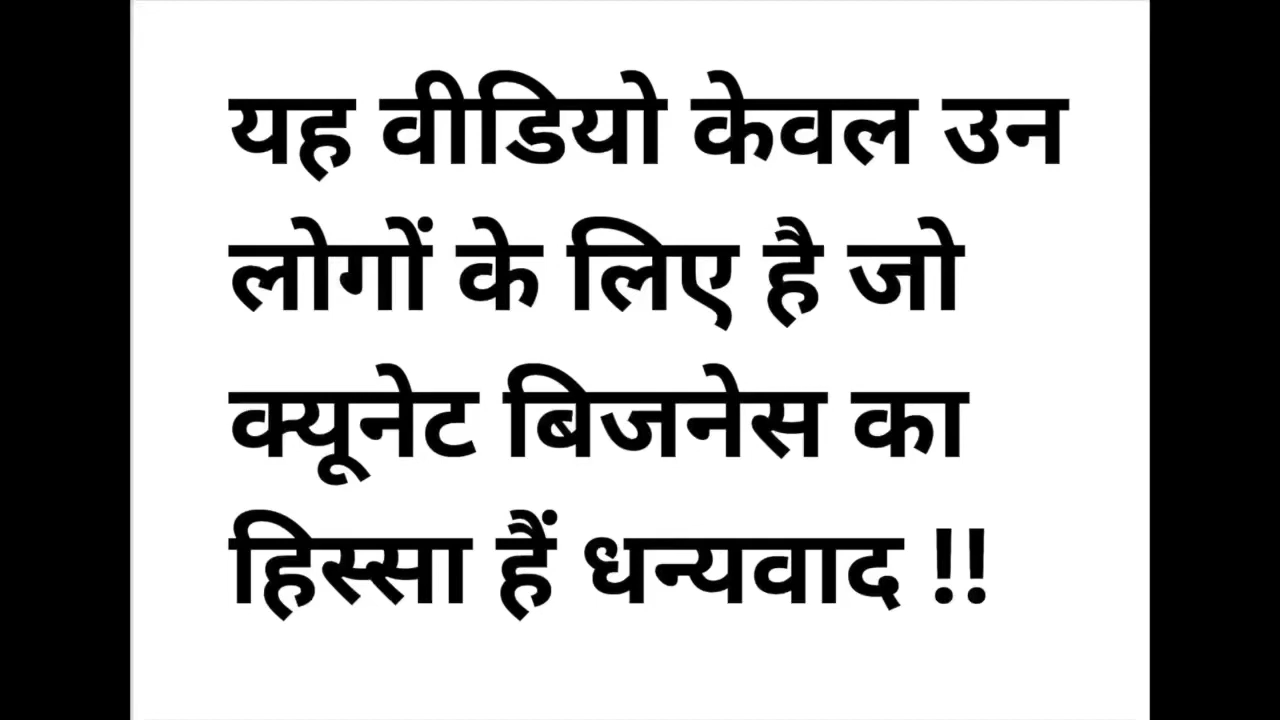 यह वीडियो केवल उन
लोगों के लिए है जो
क्यूनेट बिजनेस का
हिस्सा हैं धन्यवाद !!